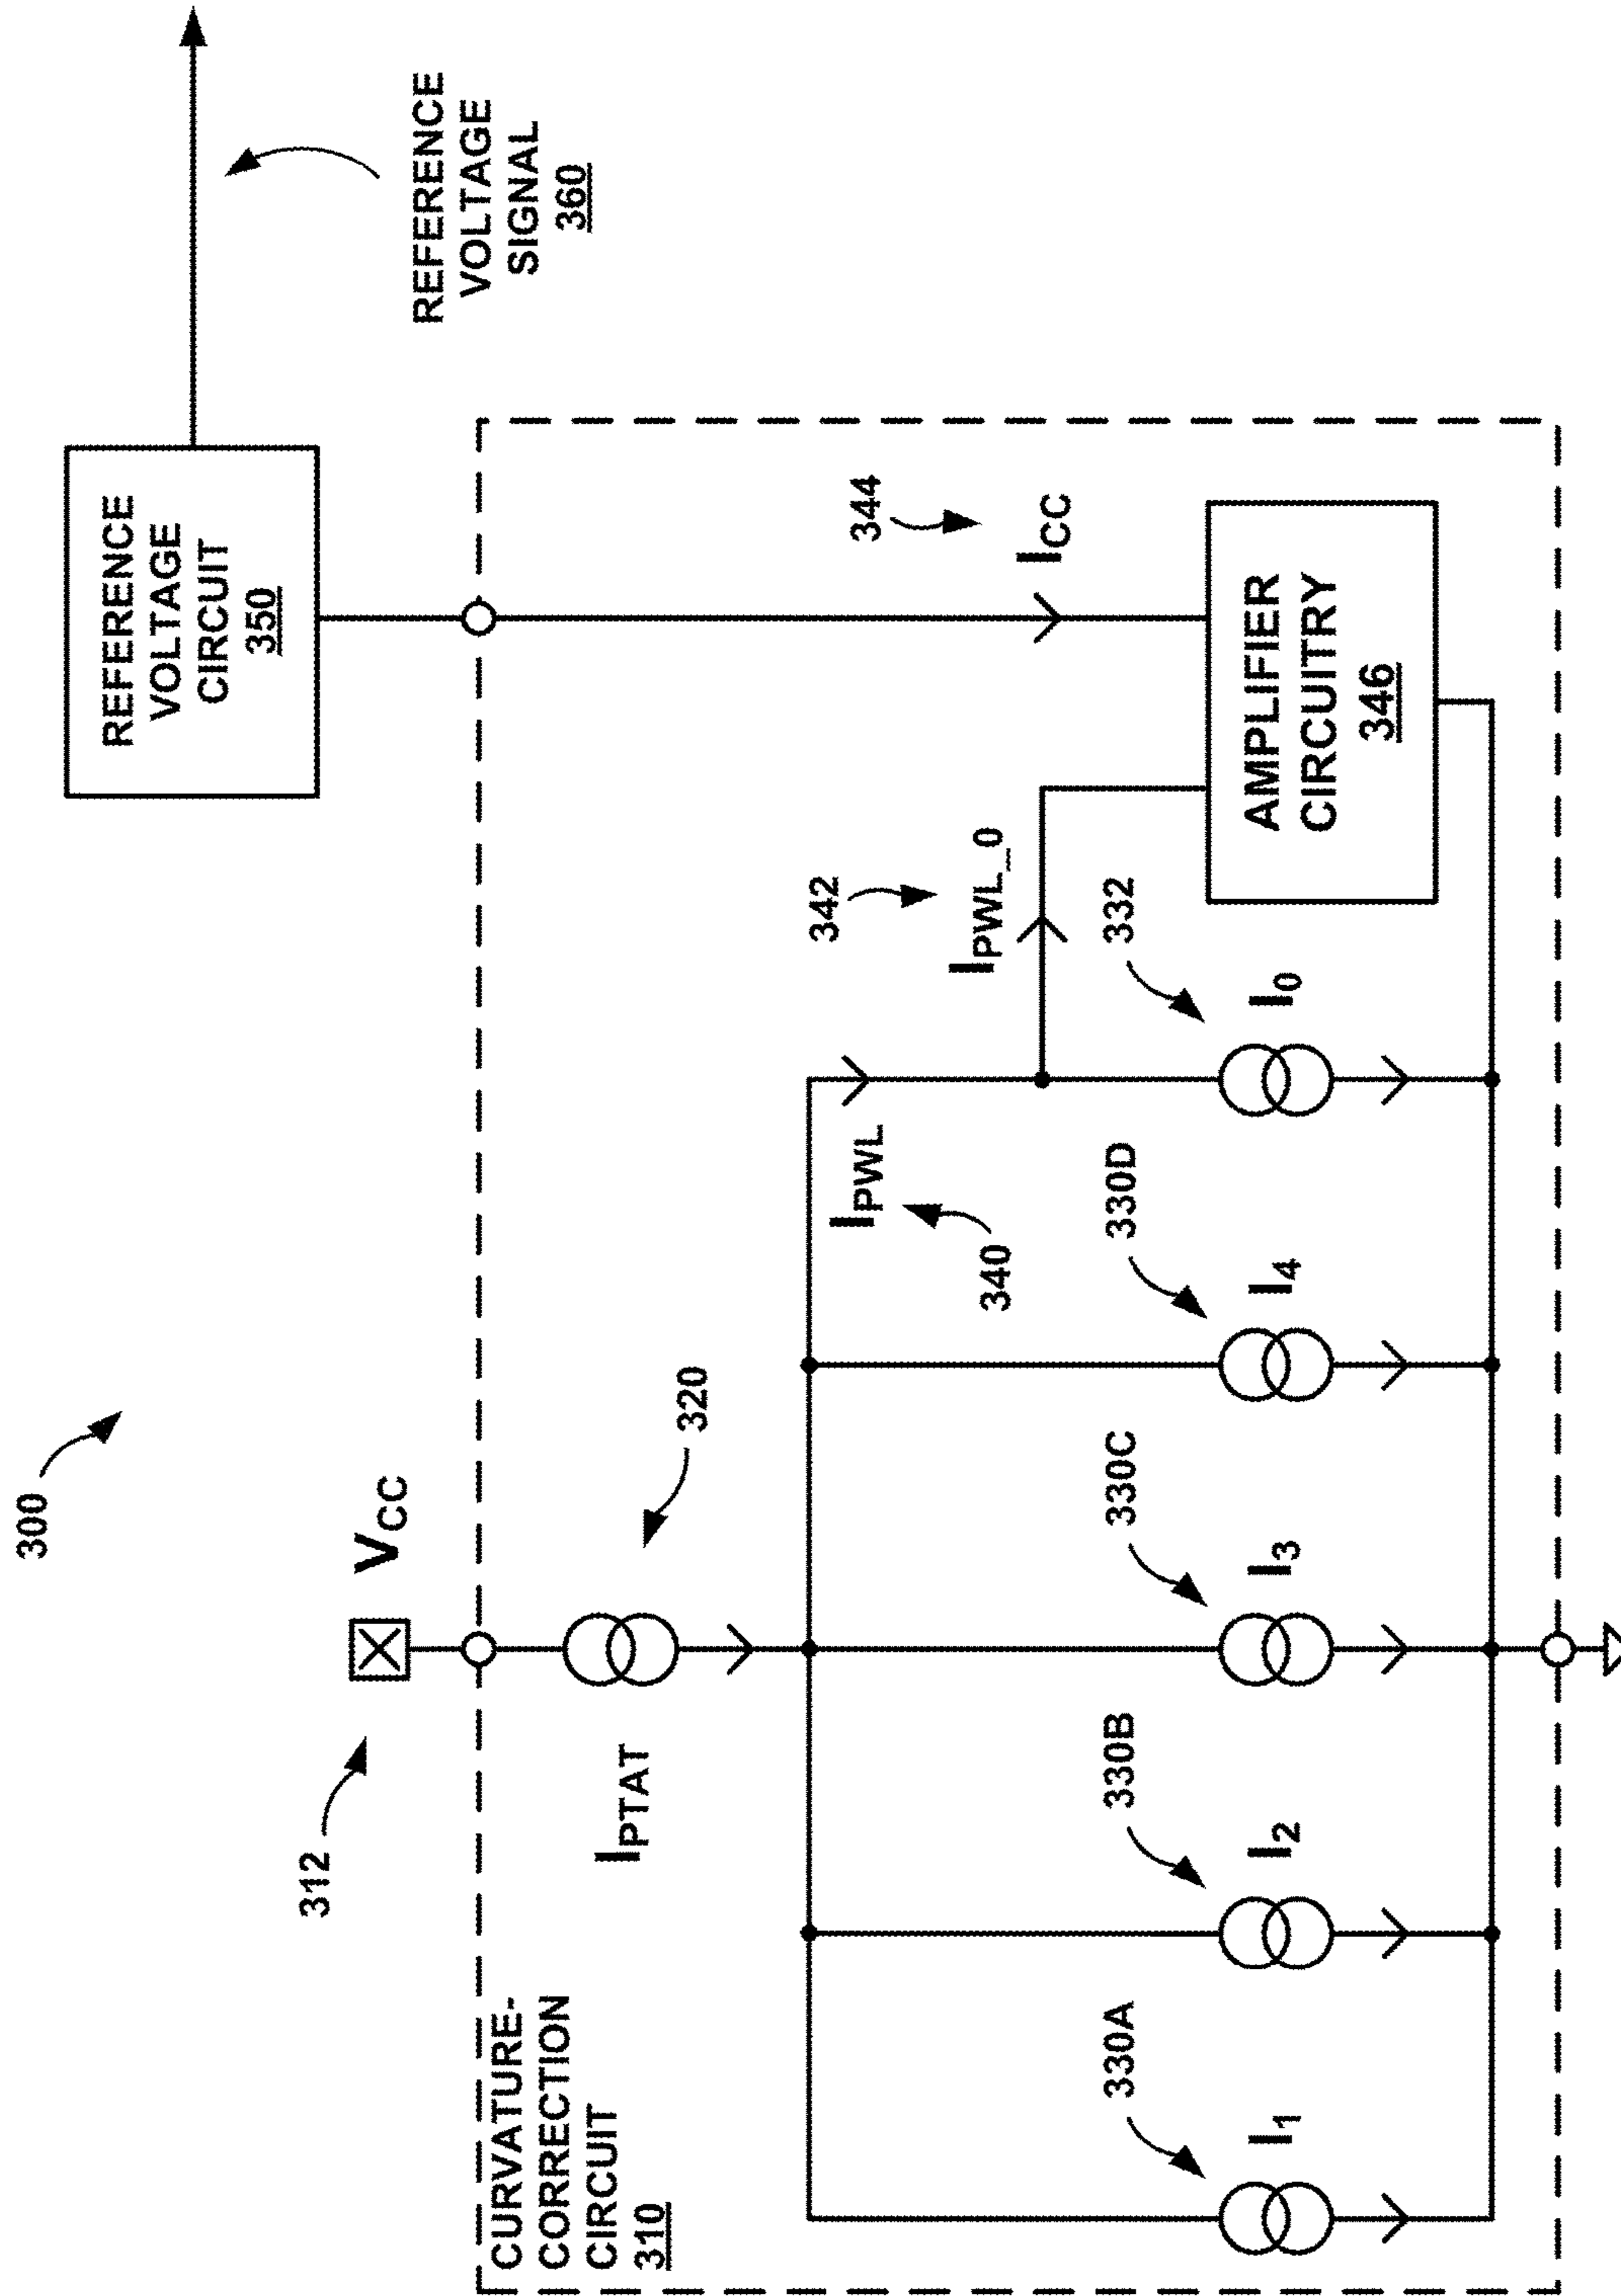 300
REFERENCE
VOLTAGE
CIRCUIT
350
REFERENCE
VOLTAGE
SIGNAL
360
312
VCC
CURVATURE-
CORRECTION
CIRCUIT
310
IPTAT
320
344
ICC
IPWL
340
342
IPWL_0
330A
I1
330B
I2
330C
I3
330D
I4
332
I0
AMPLIFIER
CIRCUITRY
346